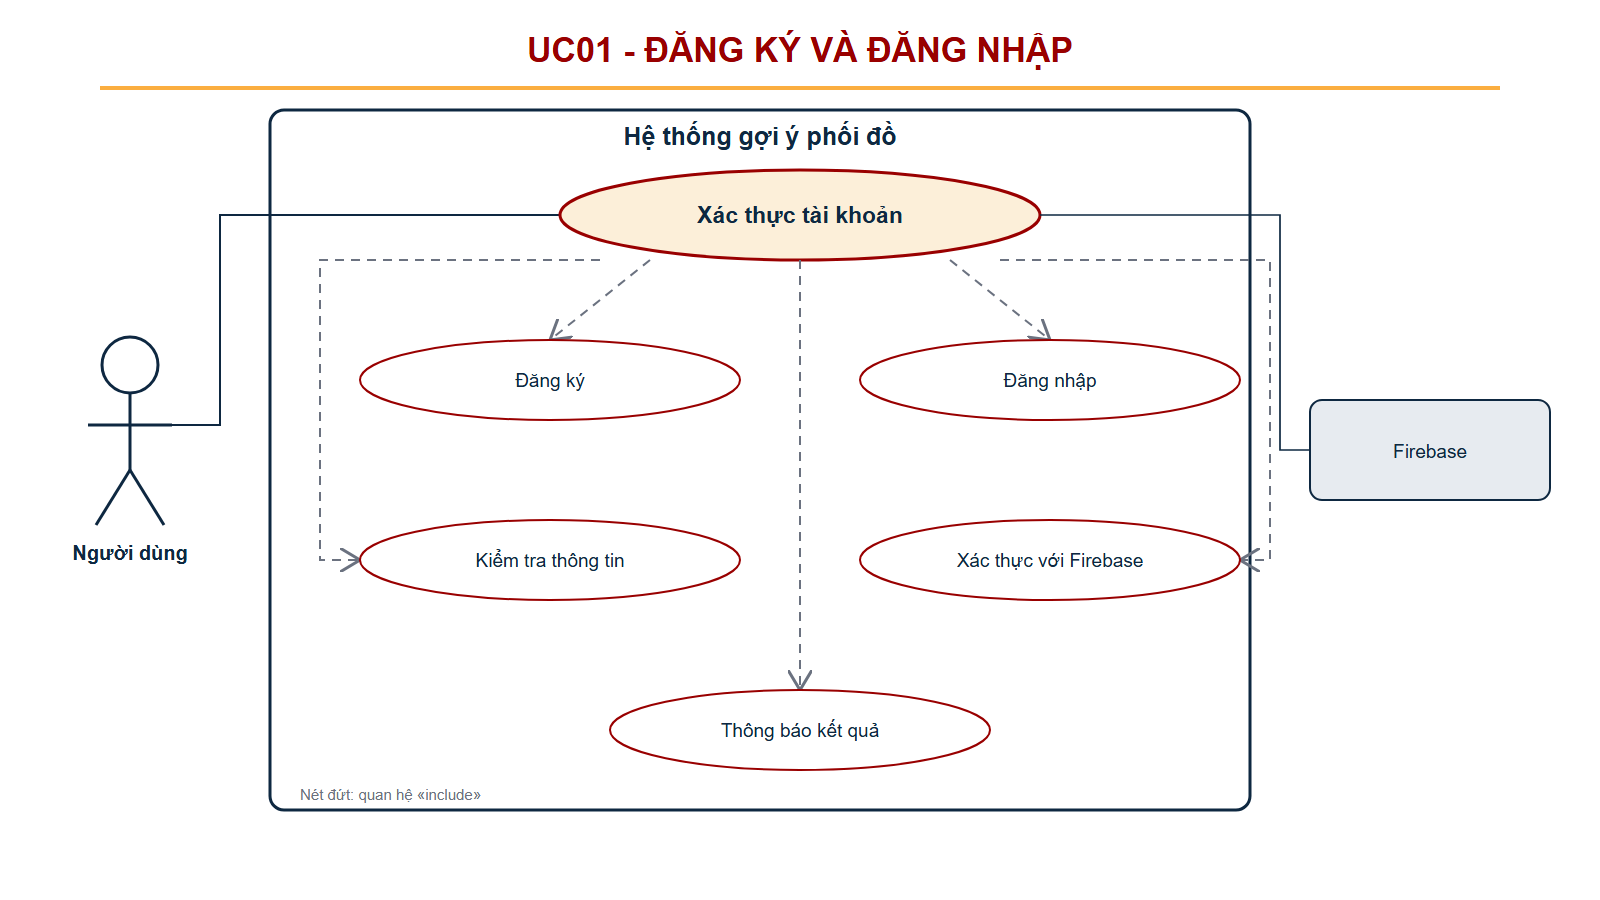 UC01 - ĐĂNG KÝ VÀ ĐĂNG NHẬP
Hệ thống gợi ý phối đồ
Xác thực tài khoản
Đăng ký
Đăng nhập
Firebase
Người dùng
Kiểm tra thông tin
Xác thực với Firebase
Thông báo kết quả
Nét đứt: quan hệ «include»